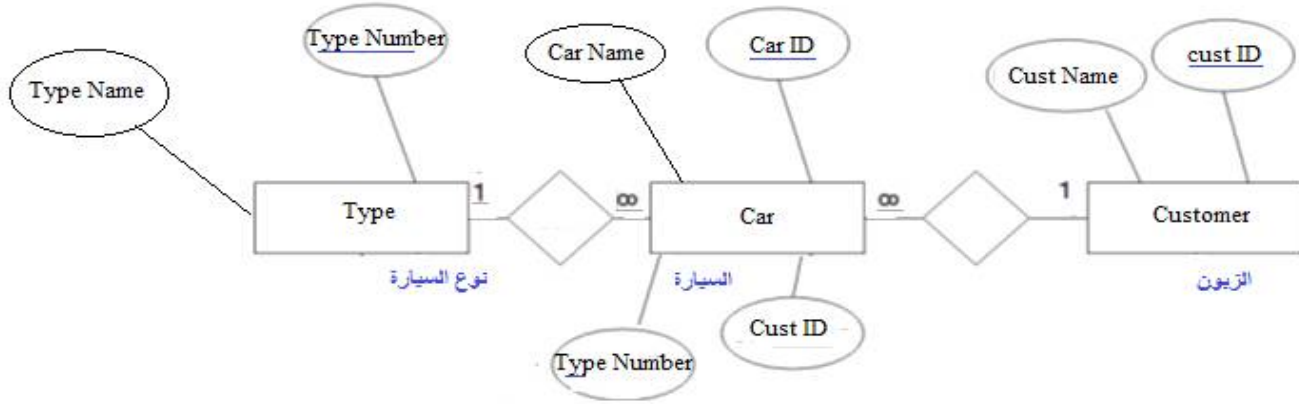 Type Number
Car Name
Car ID
cust ID
Type Name
Cust Name
1
∞
∞
1
Type
Car
Customer
نوع السيارة
السيارة
الزبون
Cust ID
Type Number